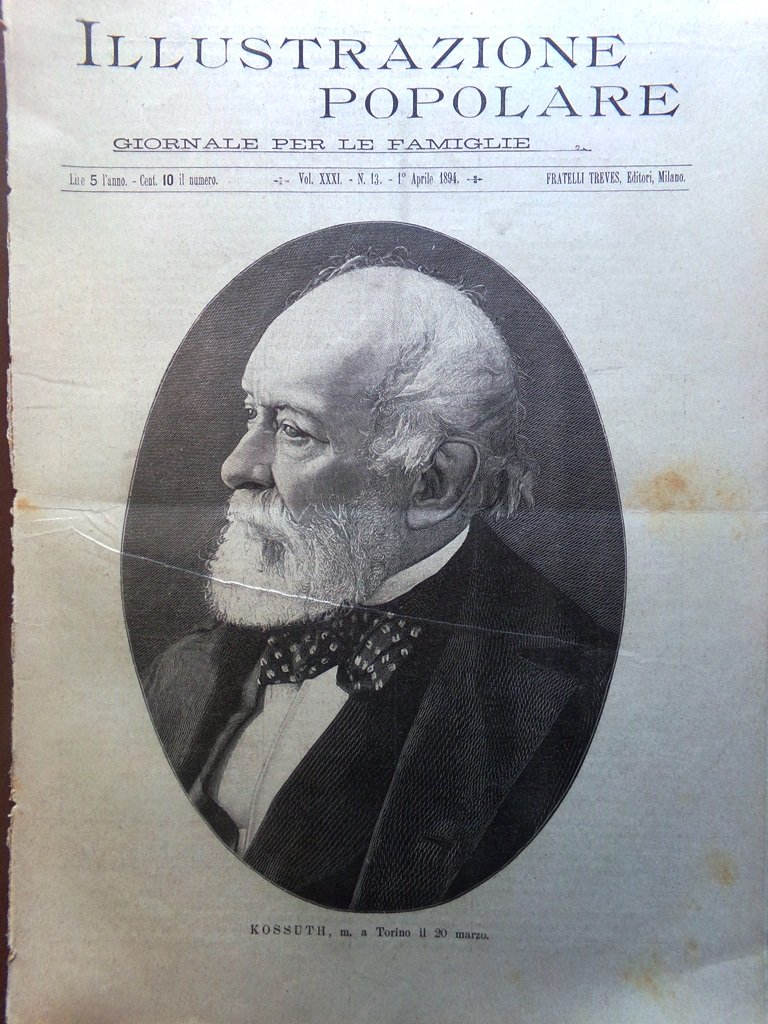 ILLUSTRAZIONE
POPOLARE
GIORNALE PER LE FAMIGLIE
Lire 5 l'anno. - Cent. 10 il numero. Vol. XXXI. - N. 13. - 1° Aprile 1894. FRATELLI TREVES, Editori, Milano.
KOSSUTH, m. a Torino il 20 marzo.